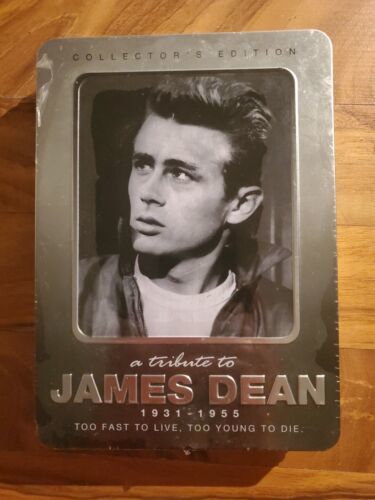 COLLECTOR'S EDITION
a tribute to
JAMES DEAN
1931 - 1955
TOO FAST TO LIVE, TOO YOUNG TO DIE.